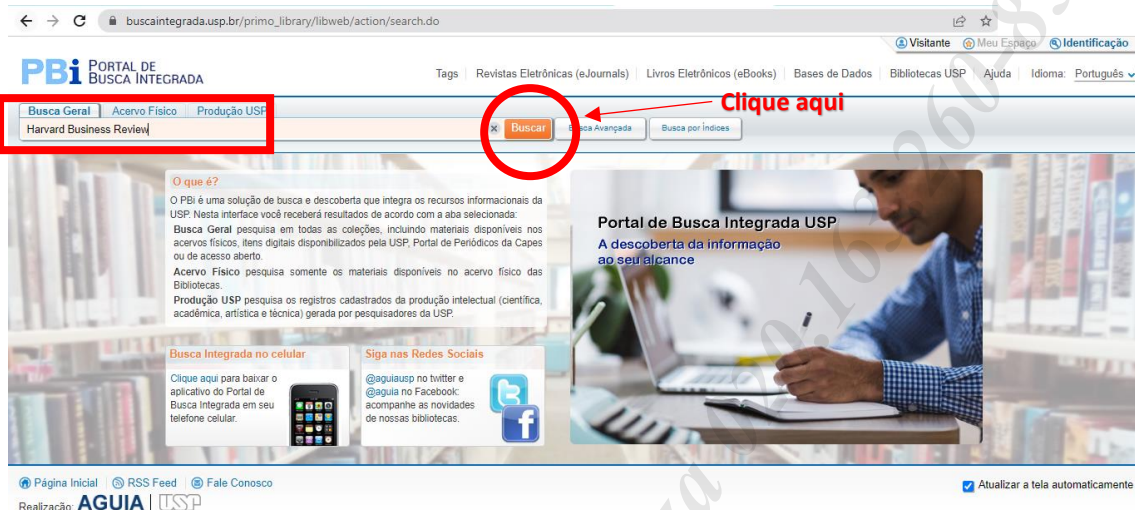 buscaintegrada.usp.br/primo_library/libweb/action/search.do
Visitante Meu Espaço Identificação
PBi PORTAL DE BUSCA INTEGRADA
Tags Revistas Eletrônicas (eJournals) Livros Eletrônicos (eBooks) Bases de Dados Bibliotecas USP Ajuda Idioma: Português
Busca Geral Acervo Físico Produção USP
Clique aqui
Harvard Business Review
Buscar Busca Avançada Busca por Índices
O que é?
O PBi é uma solução de busca e descoberta que integra os recursos informacionais da
USP. Nesta interface você receberá resultados de acordo com a aba selecionada:
Busca Geral pesquisa em todas as coleções, incluindo materiais disponíveis nos
acervos físicos, itens digitais disponibilizados pela USP, Portal de Periódicos da Capes
ou de acesso aberto.
Acervo Físico pesquisa somente os materiais disponíveis no acervo físico das
Bibliotecas.
Produção USP pesquisa os registros cadastrados da produção intelectual (científica,
acadêmica, artística e técnica) gerada por pesquisadores da USP.
Portal de Busca Integrada USP
A descoberta da informação
ao seu alcance
Busca Integrada no celular
Clique aqui para baixar o
aplicativo do Portal de
Busca Integrada em seu
telefone celular.
Siga nas Redes Sociais
@aguiausp no twitter e
@aguia no Facebook:
acompanhe as novidades
de nossas bibliotecas.
Página Inicial RSS Feed Fale Conosco
Atualizar a tela automaticamente
Realização: AGUIA USP